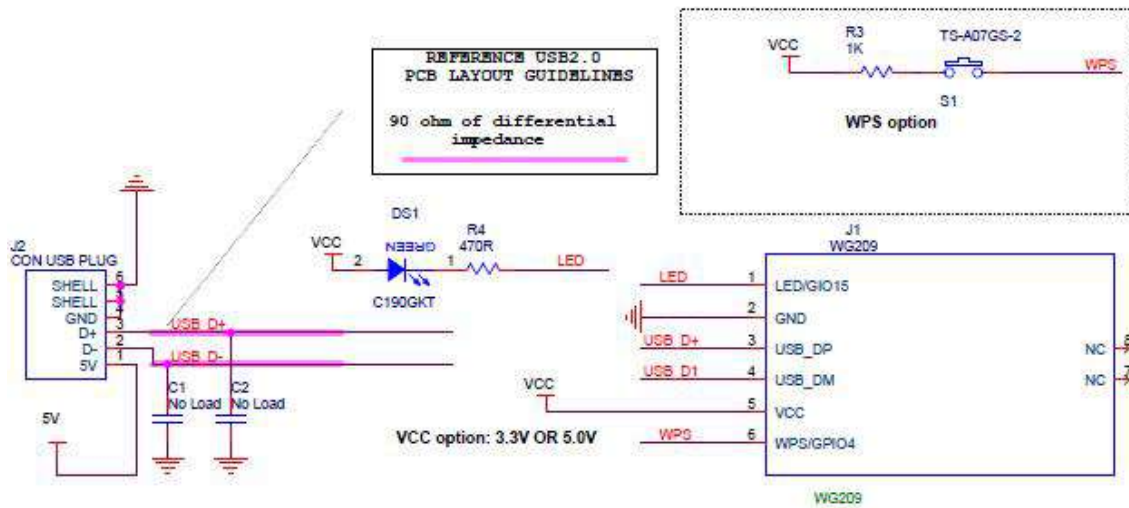 REFERENCE USB2.0
PCB LAYOUT GUIDELINES
90 ohm of differential
impedance
VCC
R3
1K
TS-A07GS-2
WPS
S1
WPS option
J2
CON USB PLUG
SHELL 6
SHELL 5
GND 4
D+ 3
D- 2
5V 1
USB_D+
USB_D-
C1
No Load
C2
No Load
5V
DS1
GREEN
VCC
2
1
C190GKT
R4
470R
LED
VCC
VCC option: 3.3V OR 5.0V
J1
WG209
LED 1 LED/GIO15
2 GND
USB_D+ 3 USB_DP
USB_D1 4 USB_DM
5 VCC
WPS 6 WPS/GPIO4
NC 8
NC 7
WG209